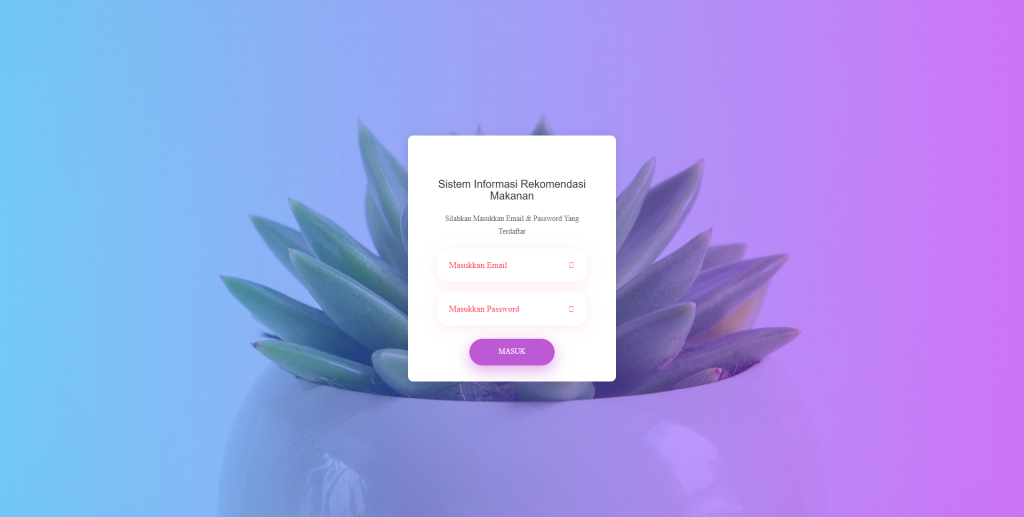 Sistem Informasi Rekomendasi
Makanan
Silahkan Masukkan Email & Password Yang
Terdaftar
Masukkan Email
Masukkan Password
MASUK